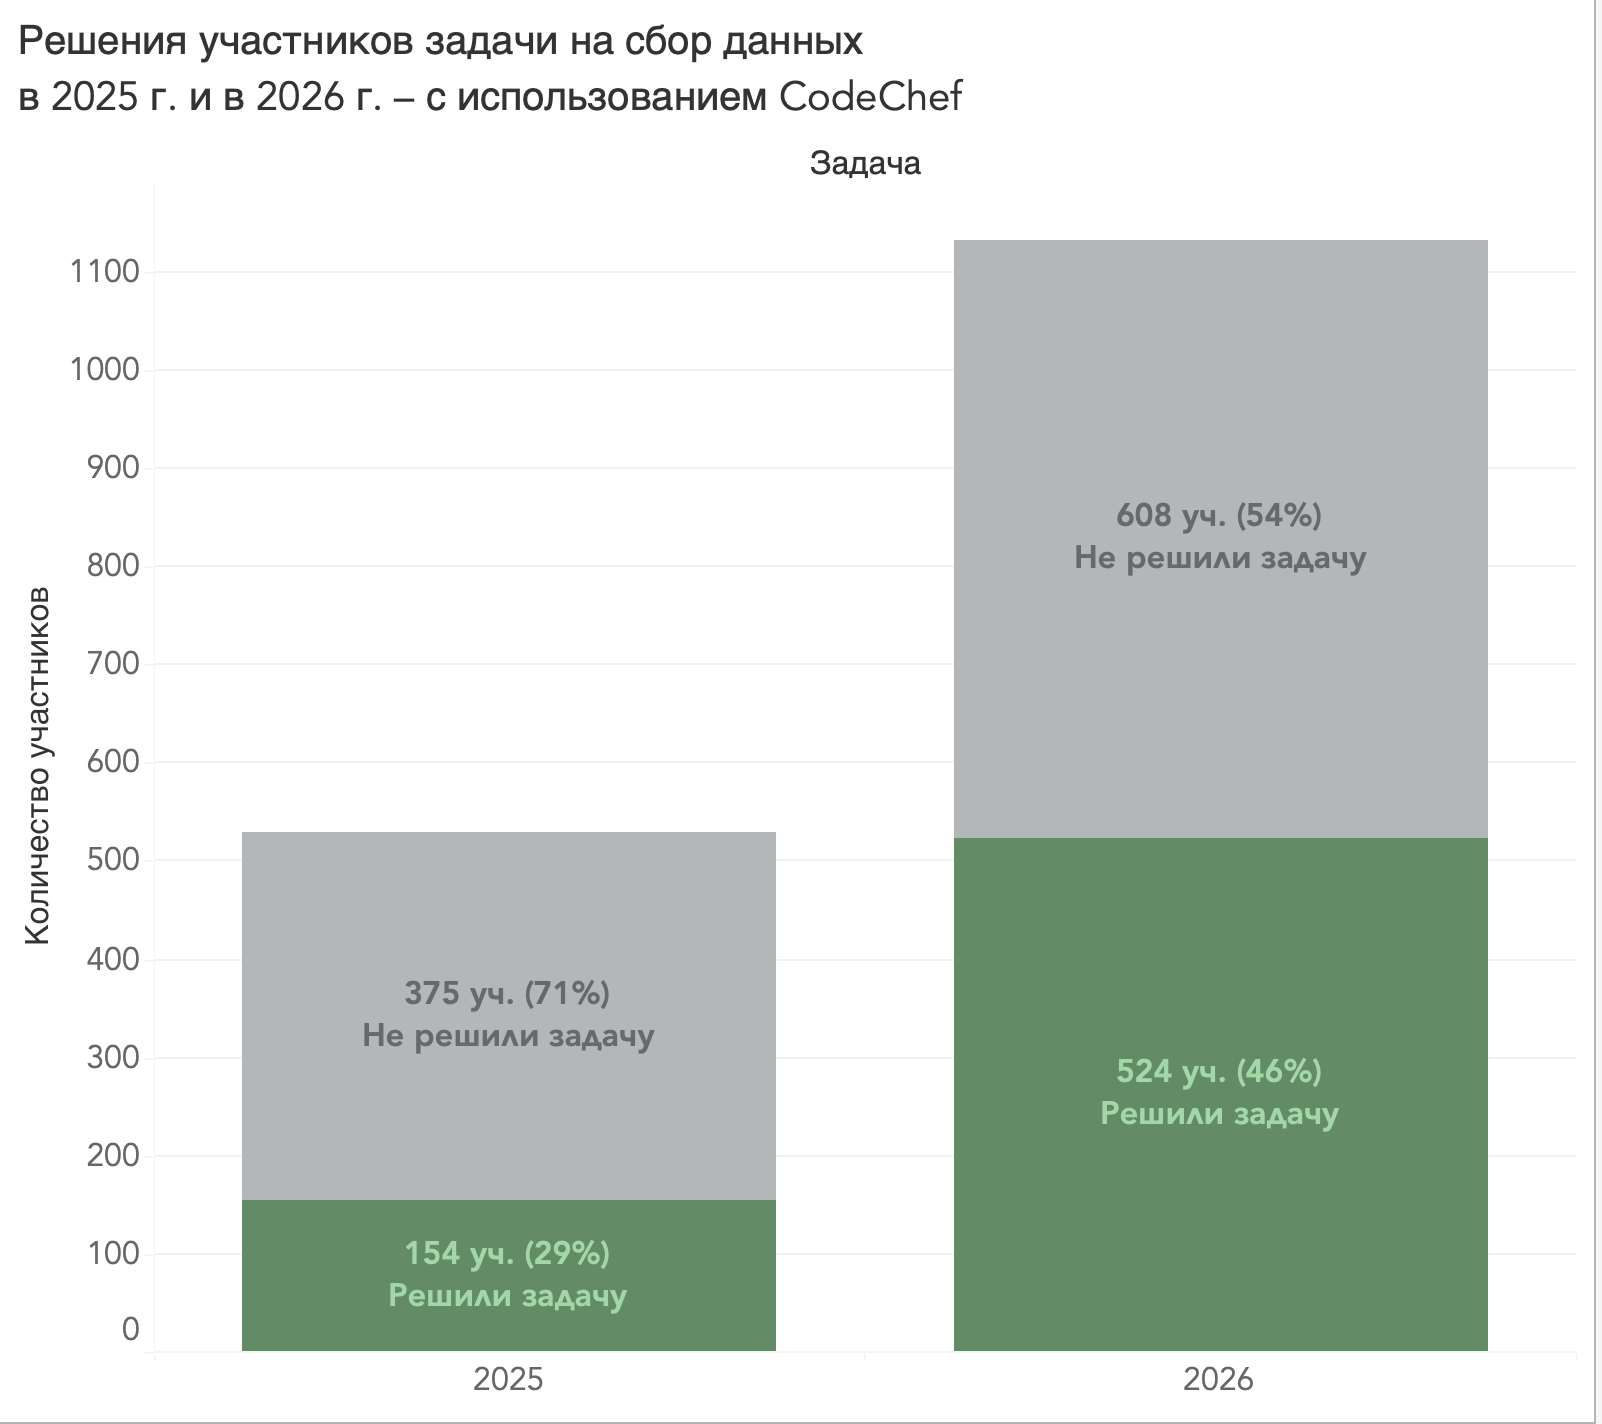 Решения участников задачи на сбор данных
в 2025 г. и в 2026 г. – с использованием CodeChef
Задача
Количество участников
1100
1000
900
800
700
600
500
400
300
200
100
0
375 уч. (71%)
Не решили задачу
154 уч. (29%)
Решили задачу
608 уч. (54%)
Не решили задачу
524 уч. (46%)
Решили задачу
2025
2026